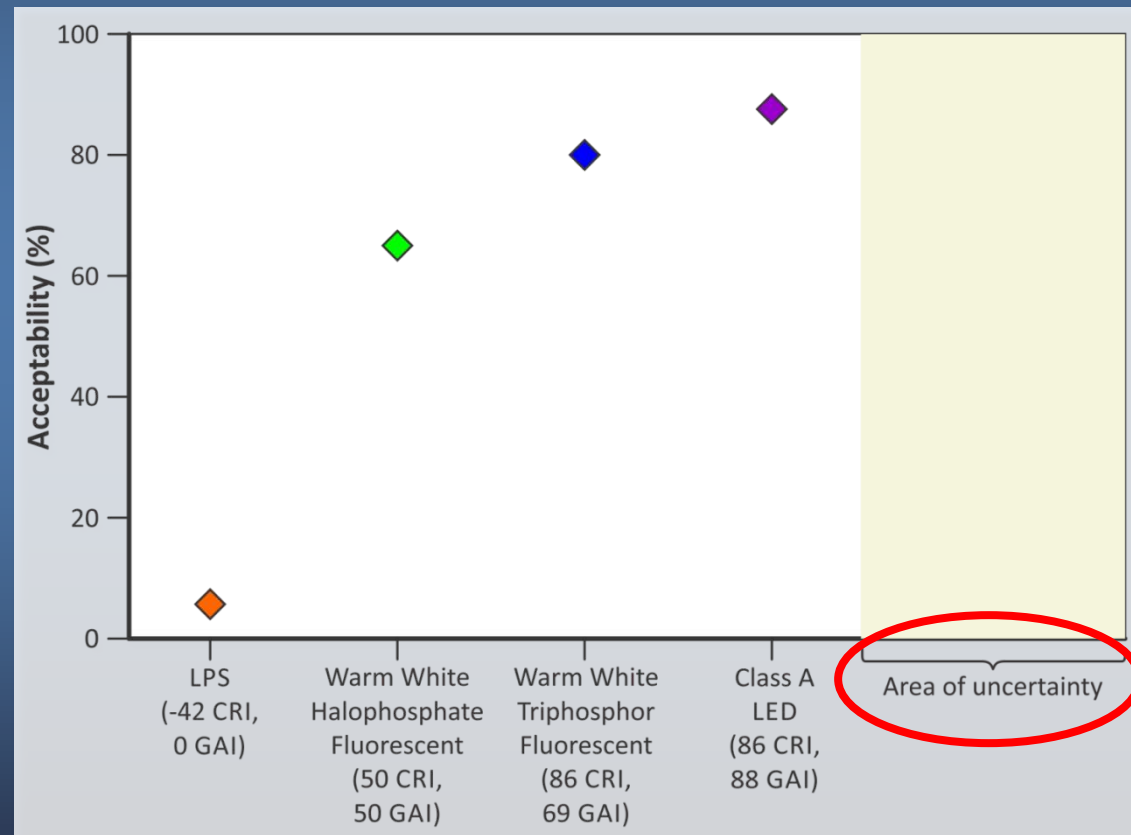 100
80
60
40
20
0
Acceptability (%)
LPS
(-42 CRI,
0 GAI)
Warm White
Halophosphate
Fluorescent
(50 CRI,
50 GAI)
Warm White
Triphosphor
Fluorescent
(86 CRI,
69 GAI)
Class A
LED
(86 CRI,
88 GAI)
Area of uncertainty